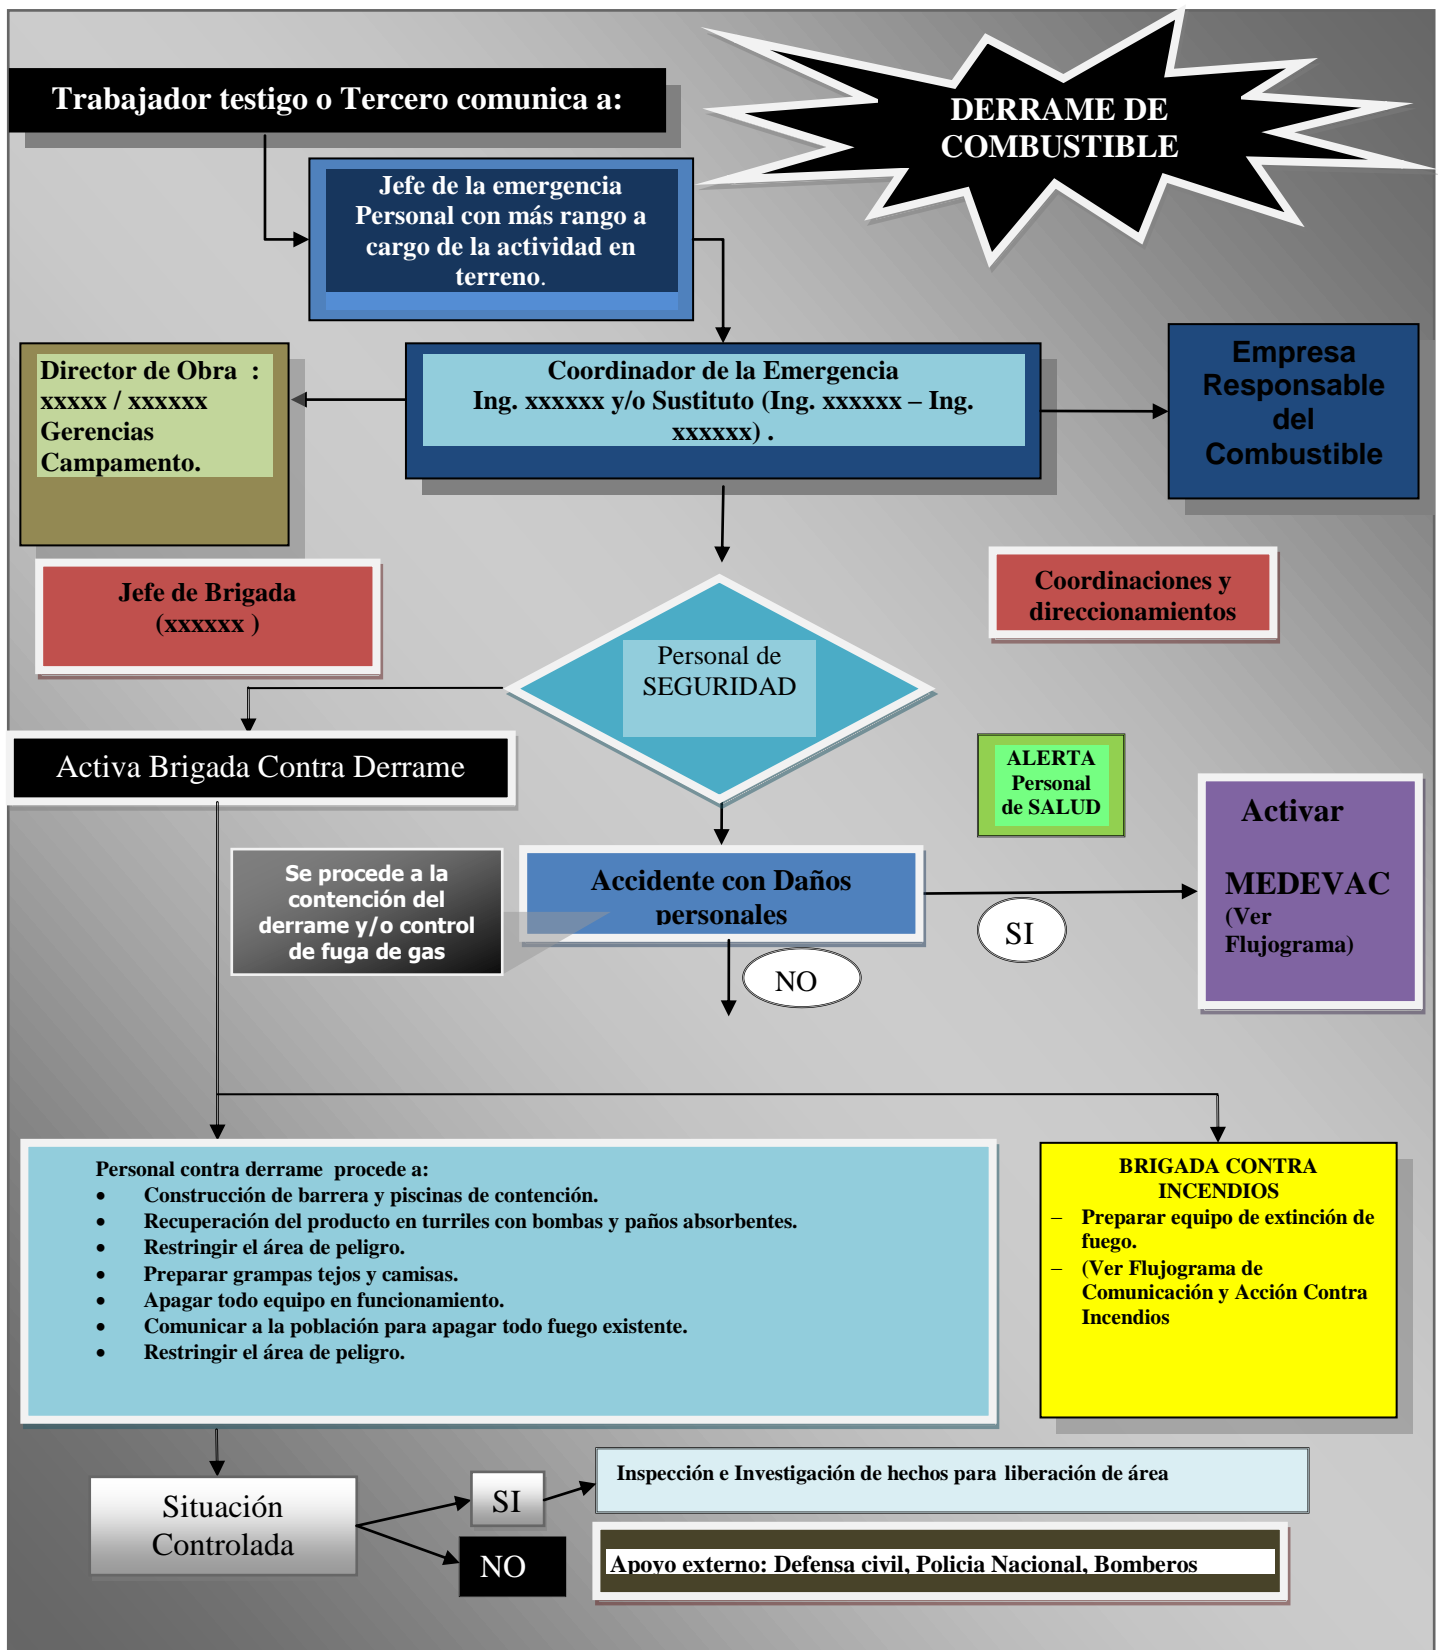 Trabajador testigo o Tercero comunica a:
DERRAME DE
COMBUSTIBLE
Jefe de la emergencia
Personal con más rango a
cargo de la actividad en
terreno.
Director de Obra :
xxxxx / xxxxxx
Gerencias
Campamento.
Coordinador de la Emergencia
Ing. xxxxxx y/o Sustituto (Ing. xxxxxx – Ing.
xxxxxx) .
Empresa
Responsable
del
Combustible
Jefe de Brigada
(xxxxxx )
Coordinaciones y
direccionamientos
Personal de
SEGURIDAD
Activa Brigada Contra Derrame
ALERTA
Personal
de SALUD
Activar
MEDEVAC
(Ver
Flujograma)
Se procede a la
contención del
derrame y/o control
de fuga de gas
Accidente con Daños
personales
SI
NO
Personal contra derrame procede a:
• Construcción de barrera y piscinas de contención.
• Recuperación del producto en turriles con bombas y paños absorbentes.
• Restringir el área de peligro.
• Preparar grampas tejos y camisas.
• Apagar todo equipo en funcionamiento.
• Comunicar a la población para apagar todo fuego existente.
• Restringir el área de peligro.
BRIGADA CONTRA
INCENDIOS
– Preparar equipo de extinción de
fuego.
– (Ver Flujograma de
Comunicación y Acción Contra
Incendios
Situación
Controlada
SI
Inspección e Investigación de hechos para liberación de área
NO
Apoyo externo: Defensa civil, Policia Nacional, Bomberos